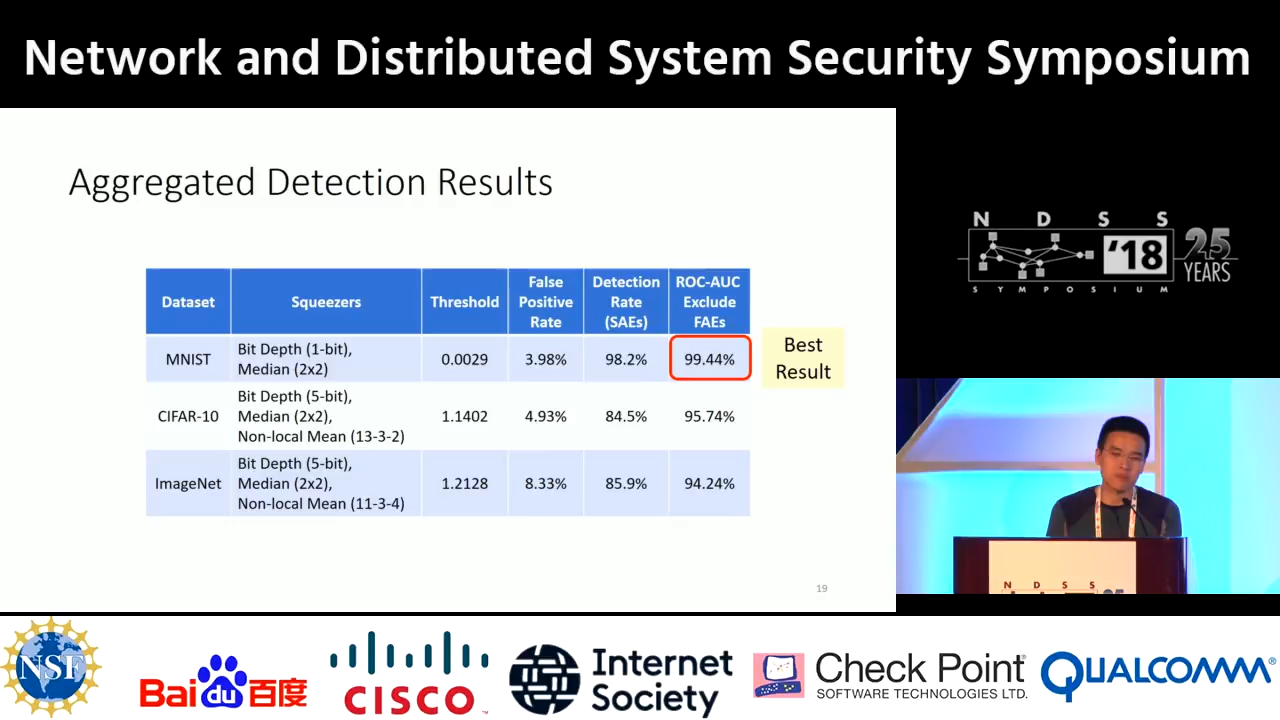 Network and Distributed System Security Symposium
Aggregated Detection Results
Dataset
Squeezers
Threshold
False
Positive
Rate
Detection
Rate
(SAEs)
ROC-AUC
Exclude
FAEs
MNIST
Bit Depth (1-bit),
Median (2x2)
0.0029
3.98%
98.2%
99.44%
Best
Result
CIFAR-10
Bit Depth (5-bit),
Median (2x2),
Non-local Mean (13-3-2)
1.1402
4.93%
84.5%
95.74%
ImageNet
Bit Depth (5-bit),
Median (2x2),
Non-local Mean (11-3-4)
1.2128
8.33%
85.9%
94.24%
19
N D S S
'18
25
YEARS
S Y M P O S I U M
N D S S
NSF
Bai du 百度
CISCO
Internet
Society
Check Point
SOFTWARE TECHNOLOGIES LTD.
QUALCOMM